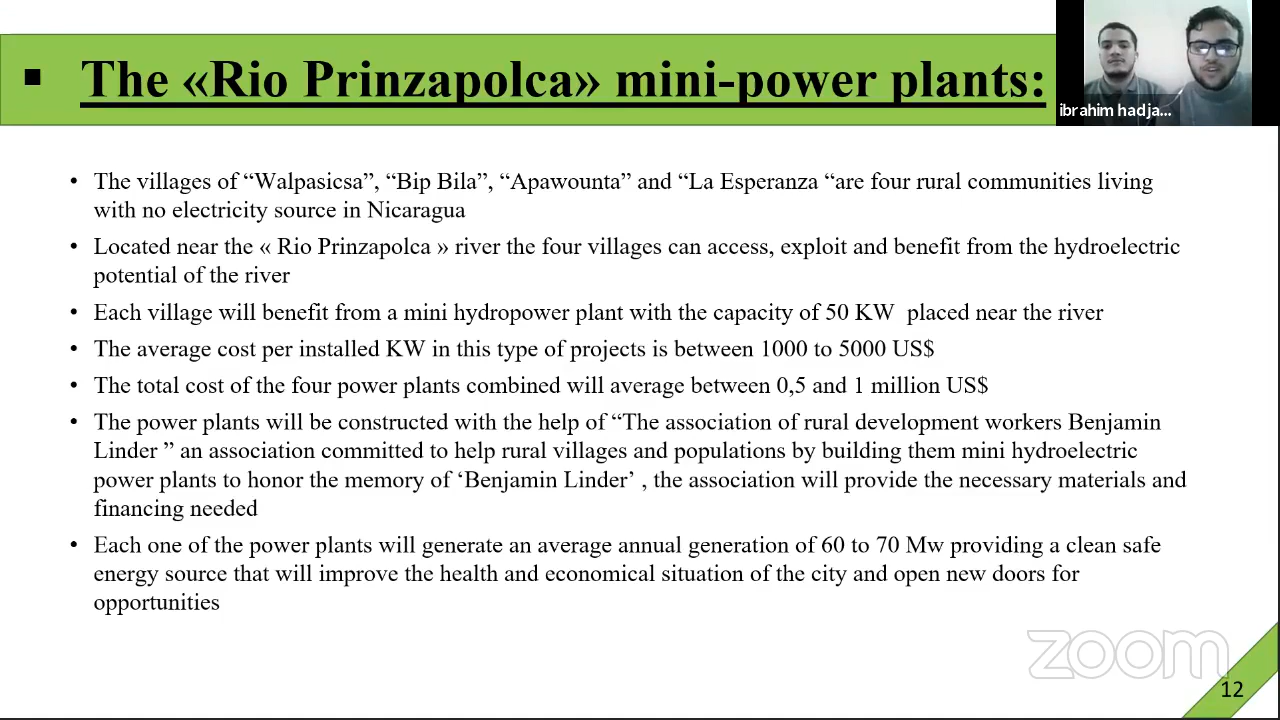 ▪ The «Rio Prinzapolca» mini-power plants:
ibrahim hadja...
• The villages of “Walpasicsa”, “Bip Bila”, “Apawounta” and “La Esperanza “are four rural communities living
with no electricity source in Nicaragua
• Located near the « Rio Prinzapolca » river the four villages can access, exploit and benefit from the hydroelectric
potential of the river
• Each village will benefit from a mini hydropower plant with the capacity of 50 KW  placed near the river
• The average cost per installed KW in this type of projects is between 1000 to 5000 US$
• The total cost of the four power plants combined will average between 0,5 and 1 million US$
• The power plants will be constructed with the help of “The association of rural development workers Benjamin
Linder ” an association committed to help rural villages and populations by building them mini hydroelectric
power plants to honor the memory of ‘Benjamin Linder’ , the association will provide the necessary materials and
financing needed
• Each one of the power plants will generate an average annual generation of 60 to 70 Mw providing a clean safe
energy source that will improve the health and economical situation of the city and open new doors for
opportunities
zoom
12